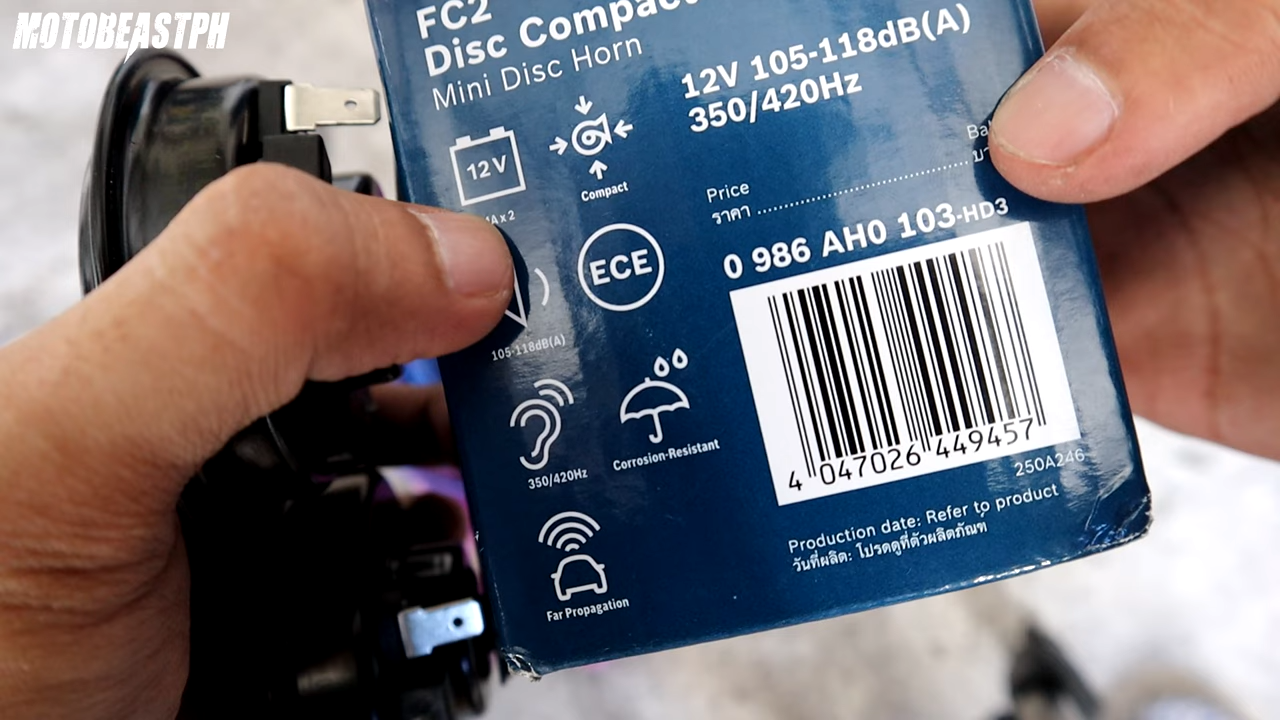 MOTOBEASTPH
FC2
Disc Compact
Mini Disc Horn
12V 105-118dB(A)
350/420Hz
12V
Compact
A x 2
Price
ราคา
0 986 AH0 103-HD3
ECE
105-118dB(A)
350/420Hz
Corrosion-Resistant
4 047026 449457
250A246
Production date: Refer to product
วันที่ผลิต: โปรดดูที่ตัวผลิตภัณฑ์
Far Propagation